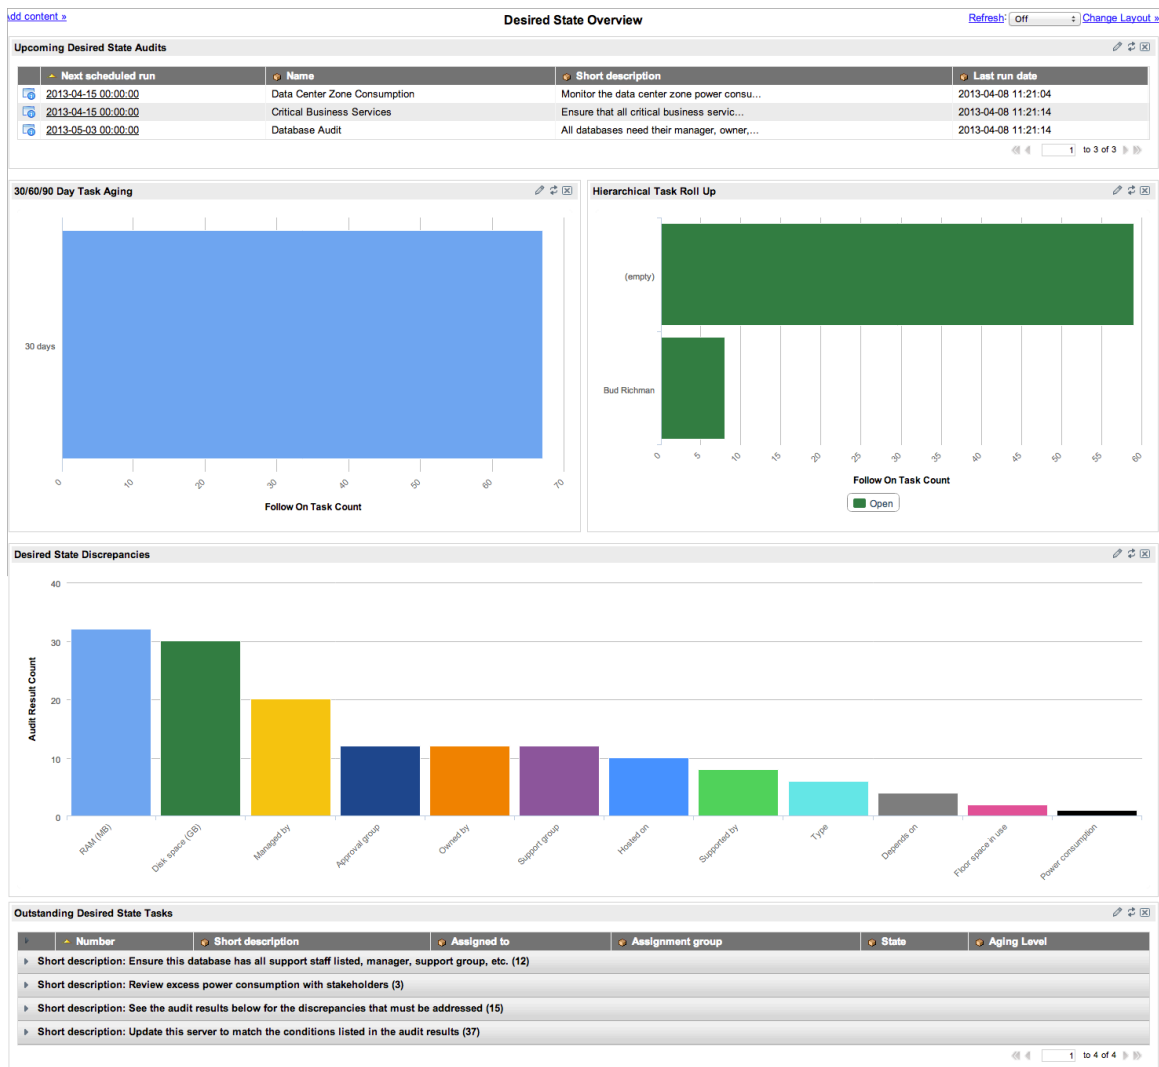 Add content »
Desired State Overview
Refresh: Off Change Layout »
Upcoming Desired State Audits
Next scheduled run Name Short description Last run date
2013-04-15 00:00:00 Data Center Zone Consumption Monitor the data center zone power consu... 2013-04-08 11:21:04
2013-04-15 00:00:00 Critical Business Services Ensure that all critical business servic... 2013-04-08 11:21:14
2013-05-03 00:00:00 Database Audit All databases need their manager, owner,... 2013-04-08 11:21:14
1 to 3 of 3
30/60/90 Day Task Aging
30 days
0 10 20 30 40 50 60 70
Follow On Task Count
Hierarchical Task Roll Up
(empty)
Bud Richman
0 5 10 15 20 25 30 35 40 45 50 55 60
Follow On Task Count
Open
Desired State Discrepancies
Audit Result Count
40
30
20
10
0
RAM (MB) Disk space (GB) Managed by Approval group Owned by Support group Hosted on Supported by Type Depends on Floor space in use Power consumption
Outstanding Desired State Tasks
Number Short description Assigned to Assignment group State Aging Level
Short description: Ensure this database has all support staff listed, manager, support group, etc. (12)
Short description: Review excess power consumption with stakeholders (3)
Short description: See the audit results below for the discrepancies that must be addressed (15)
Short description: Update this server to match the conditions listed in the audit results (37)
1 to 4 of 4